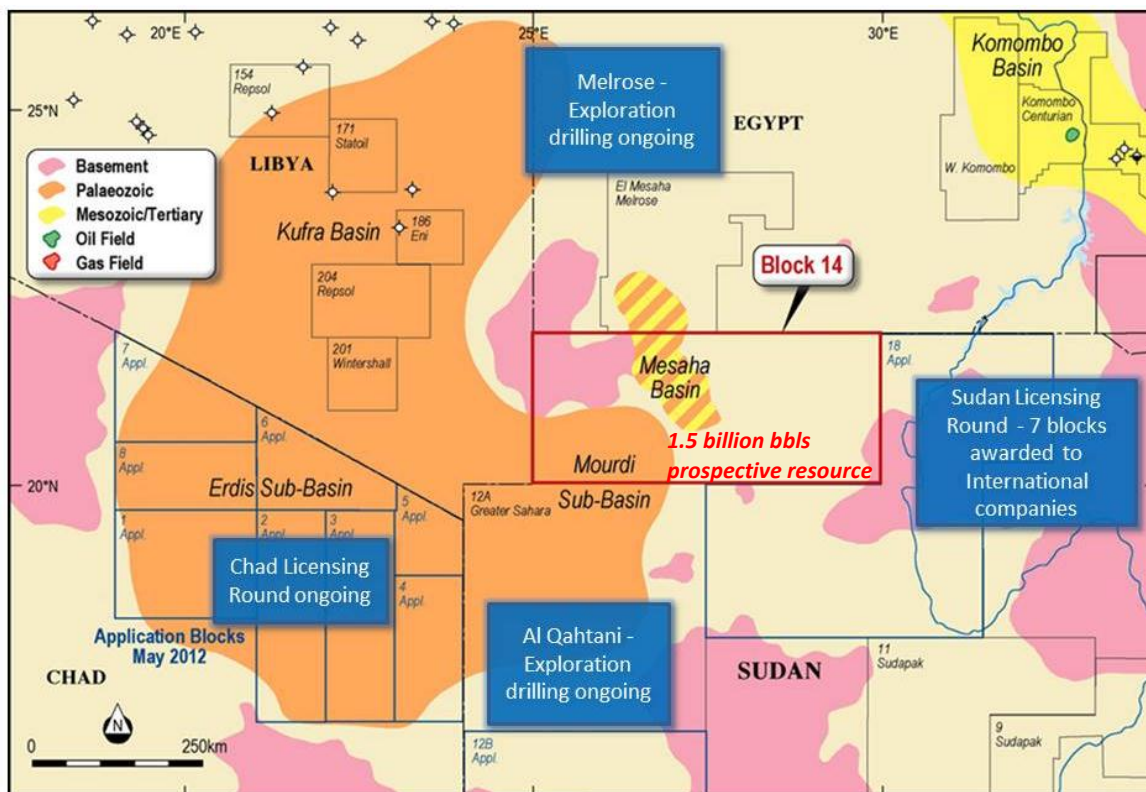 20°E
25°E
30°E
25°N
20°N
Basement
Palaeozoic
Mesozoic/Tertiary
Oil Field
Gas Field
154
Repsol
171
Statoil
LIBYA
Kufra Basin
186
Eni
204
Repsol
201
Wintershall
Melrose -
Exploration
drilling ongoing
EGYPT
El Mesaha
Melrose
Komombo
Basin
Komombo
Centurian
W. Komombo
Block 14
Mesaha
Basin
1.5 billion bbls
prospective resource
18
Appl.
Sudan Licensing
Round - 7 blocks
awarded to
International
companies
7
Appl.
6
Appl.
8
Appl.
Erdis Sub-Basin
5
Appl.
1
Appl.
2
Appl.
3
Appl.
4
Appl.
Chad Licensing
Round ongoing
Application Blocks
May 2012
CHAD
Mourdi
Sub-Basin
12A
Greater Sahara
Al Qahtani -
Exploration
drilling ongoing
SUDAN
11
Sudapak
9
Sudapak
12B
Appl.
N
0
250km